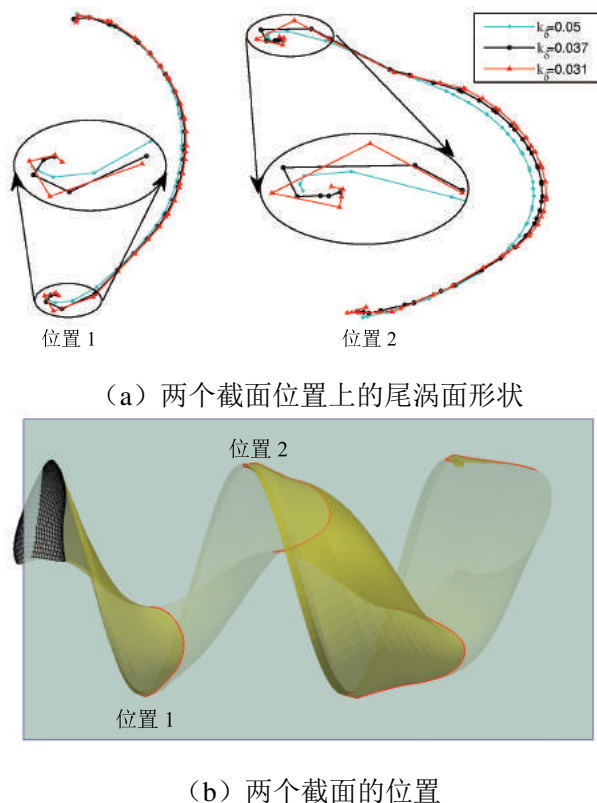 k_δ=0.05
k_δ=0.037
k_δ=0.031
位置 1
位置 2
（a）两个截面位置上的尾涡面形状
位置 2
位置 1
（b）两个截面的位置